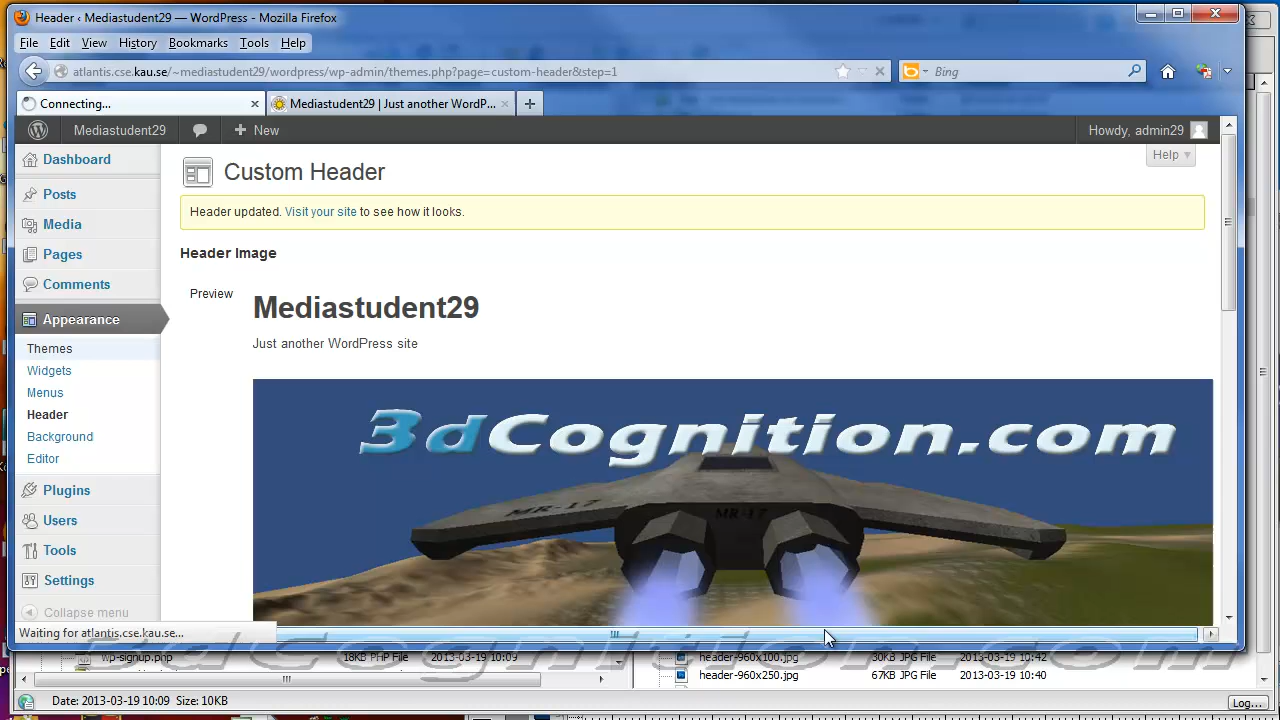 Header ‹ Mediastudent29 — WordPress - Mozilla Firefox
File Edit View History Bookmarks Tools Help
atlantis.cse.kau.se/~mediastudent29/wordpress/wp-admin/themes.php?page=custom-header&step=1
Bing
Connecting...
Mediastudent29 | Just another WordP...
Mediastudent29
New
Howdy, admin29
Help
Custom Header
Header updated. Visit your site to see how it looks.
Header Image
Preview
Mediastudent29
Just another WordPress site
3dCognition.com
MR-17
MR-17
Dashboard
Posts
Media
Pages
Comments
Appearance
Themes
Widgets
Menus
Header
Background
Editor
Plugins
Users
Tools
Settings
Collapse menu
Waiting for atlantis.cse.kau.se...
3dCognition.com
wp-signup.php 18KB PHP File 2013-03-19 10:09
header-960x100.jpg 30KB JPG File 2013-03-19 10:42
header-960x250.jpg 67KB JPG File 2013-03-19 10:40
Date: 2013-03-19 10:09 Size: 10KB
Log...